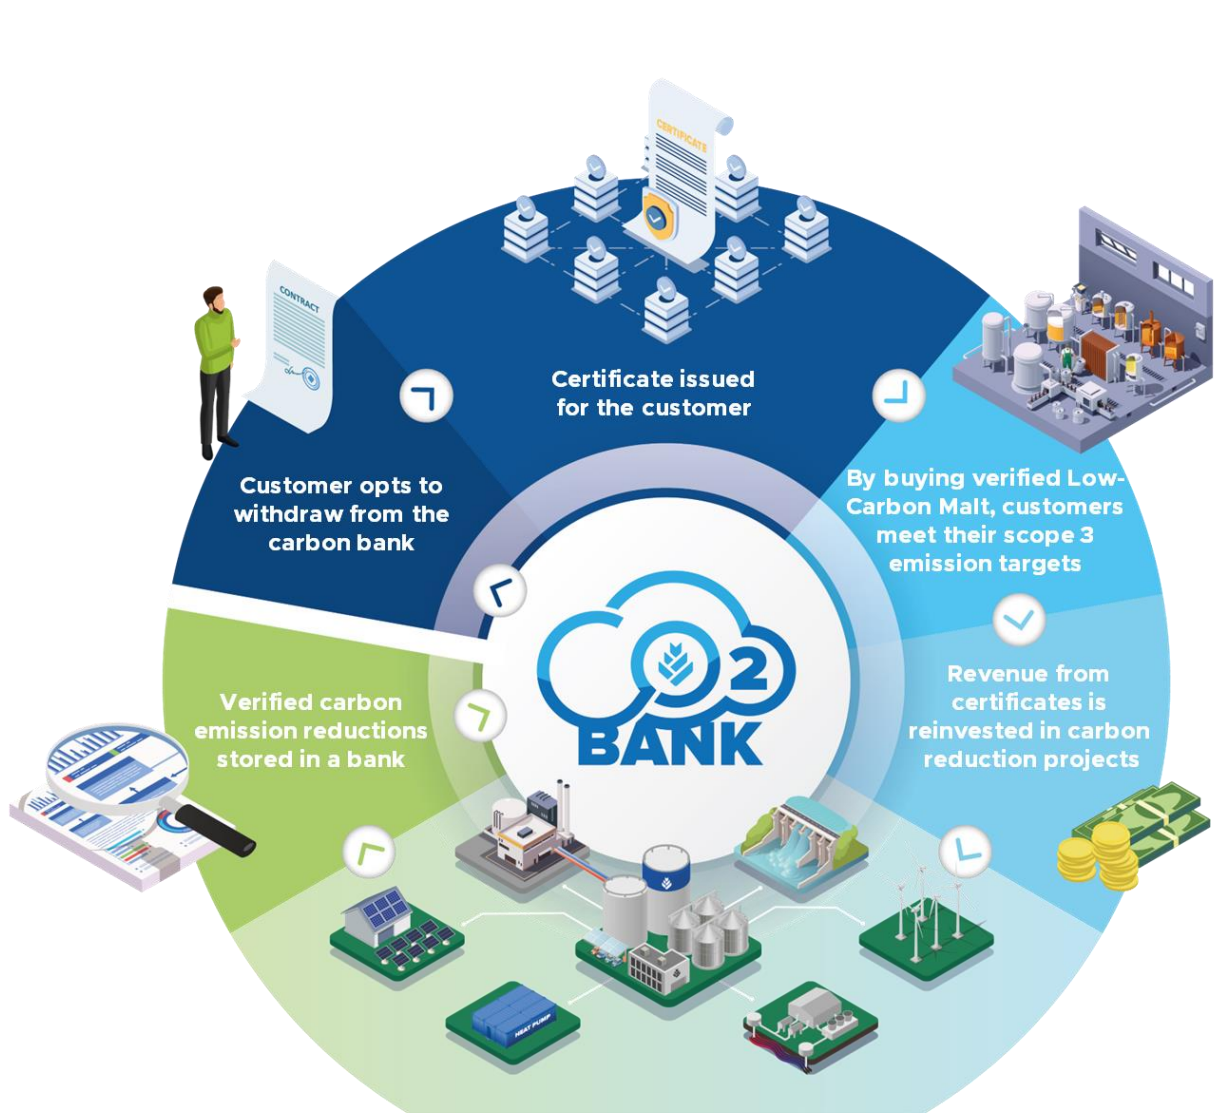 CERTIFICATE
CONTRACT
Certificate issued
for the customer
Customer opts to
withdraw from the
carbon bank
By buying verified Low-
Carbon Malt, customers
meet their scope 3
emission targets
CO2
BANK
Verified carbon
emission reductions
stored in a bank
Revenue from
certificates is
reinvested in carbon
reduction projects
HEAT PUMP